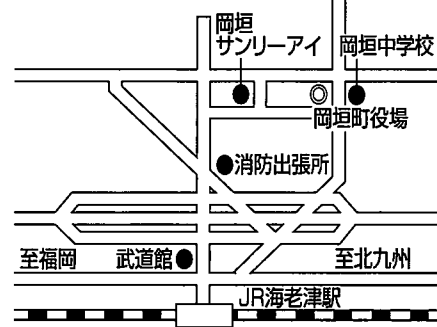 岡垣
サンリーアイ
岡垣中学校
岡垣町役場
消防出張所
至福岡
武道館
至北九州
JR海老津駅